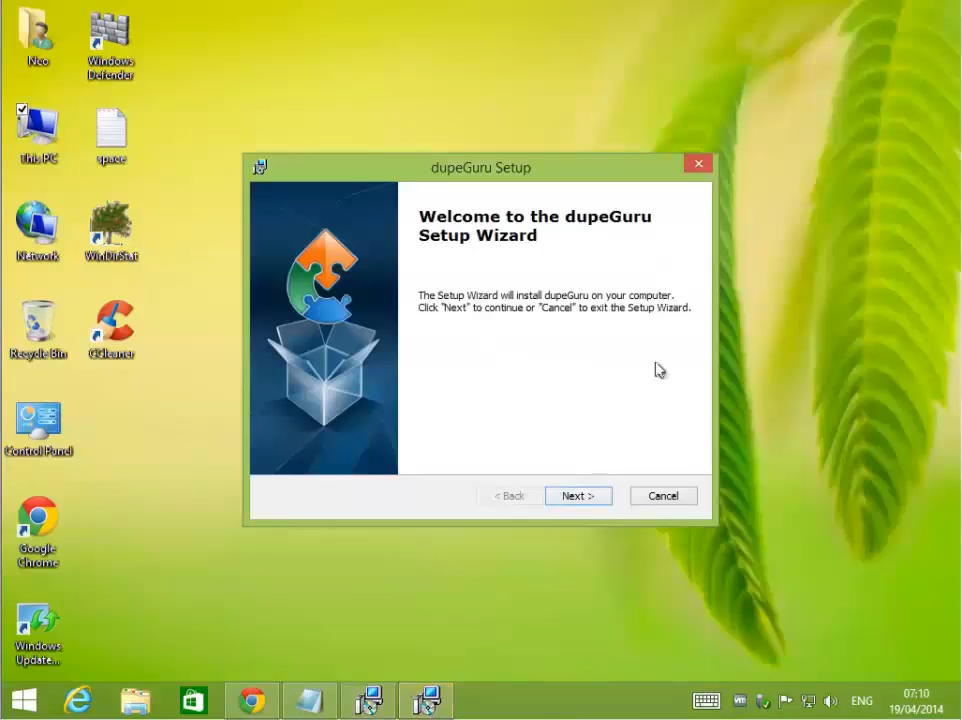 Neo
Windows
Defender
This PC
space
Network
WinDirStat
Recycle Bin
CCleaner
Control Panel
Google
Chrome
Windows
Update...
dupeGuru Setup
Welcome to the dupeGuru
Setup Wizard
The Setup Wizard will install dupeGuru on your computer.
Click "Next" to continue or "Cancel" to exit the Setup Wizard.
< Back
Next >
Cancel
ENG
07:10
19/04/2014